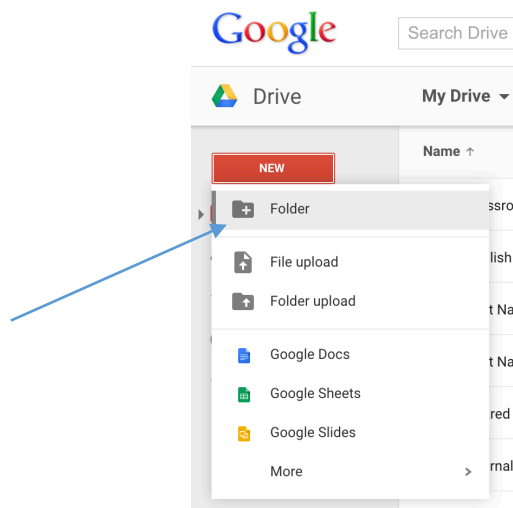 Google
Search Drive
Drive
My Drive
Name ↑
NEW
Folder
File upload
Folder upload
Google Docs
Google Sheets
Google Slides
More